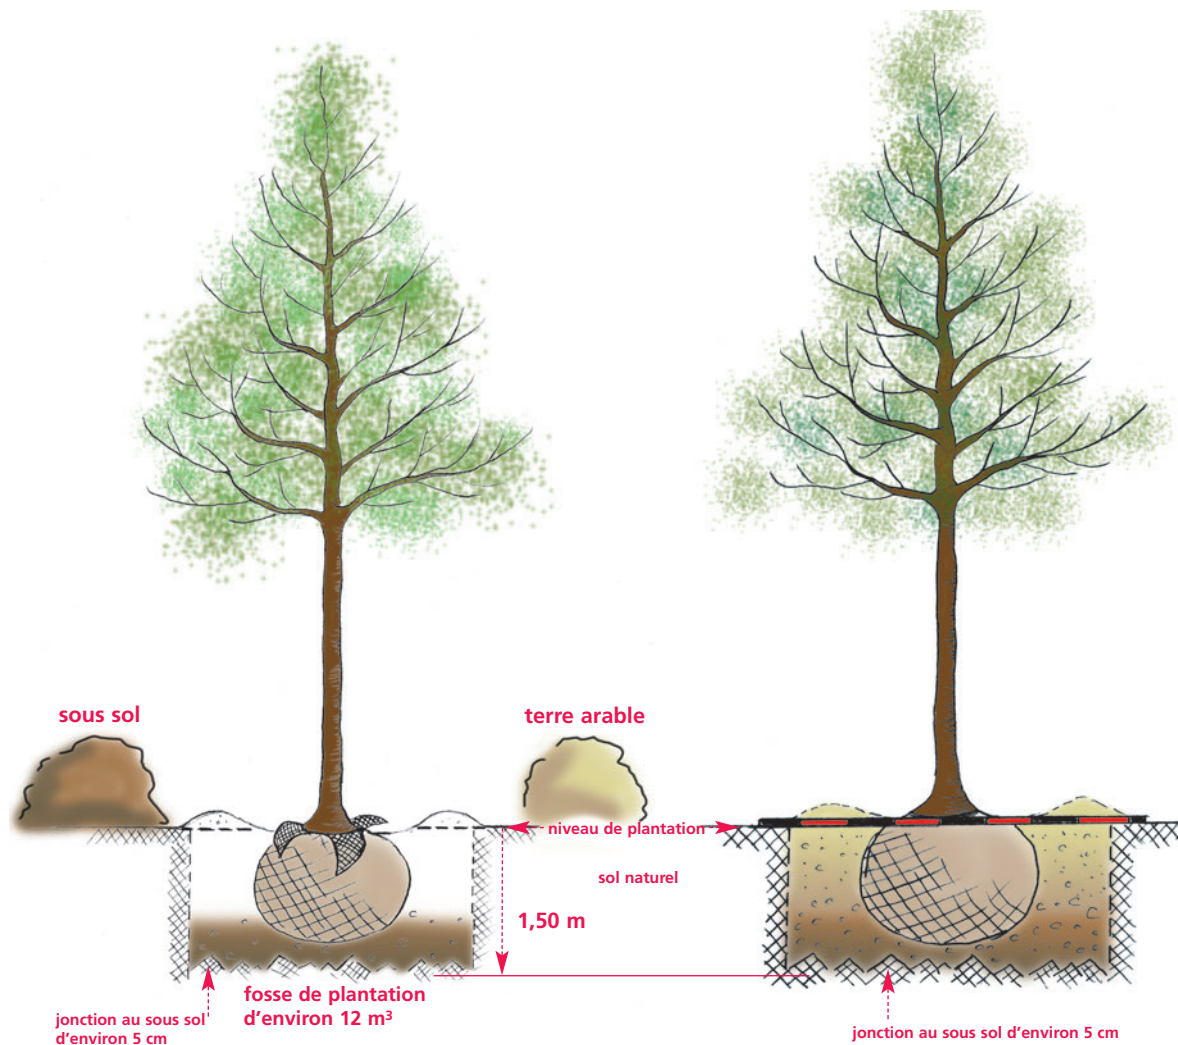 sous sol
terre arable
niveau de plantation
sol naturel
1,50 m
fosse de plantation
d'environ 12 m³
jonction au sous sol
d'environ 5 cm
jonction au sous sol d'environ 5 cm